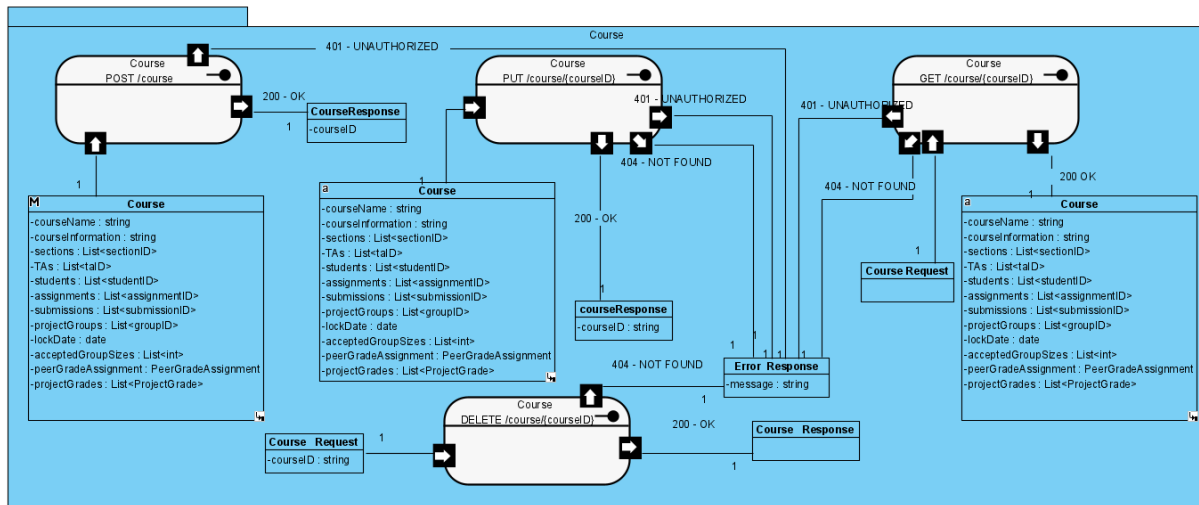 Course
401 - UNAUTHORIZED
Course
POST /course
200 - OK
1
CourseResponse
-courseID
1
M
Course
-courseName : string
-courseInformation : string
-sections : List<sectionID>
-TAs : List<taID>
-students : List<studentID>
-assignments : List<assignmentID>
-submissions : List<submissionID>
-projectGroups : List<groupID>
-lockDate : date
-acceptedGroupSizes : List<int>
-peerGradeAssignment : PeerGradeAssignment
-projectGrades : List<ProjectGrade>
Course
PUT /course/{courseID}
401 - UNAUTHORIZED
404 - NOT FOUND
200 - OK
1
a
Course
-courseName : string
-courseInformation : string
-sections : List<sectionID>
-TAs : List<taID>
-students : List<studentID>
-assignments : List<assignmentID>
-submissions : List<submissionID>
-projectGroups : List<groupID>
-lockDate : date
-acceptedGroupSizes : List<int>
-peerGradeAssignment : PeerGradeAssignment
-projectGrades : List<ProjectGrade>
1
courseResponse
-courseID : string
Course
GET /course/{courseID}
401 - UNAUTHORIZED
404 - NOT FOUND
200 OK
1
1
Course Request
a
Course
-courseName : string
-courseInformation : string
-sections : List<sectionID>
-TAs : List<taID>
-students : List<studentID>
-assignments : List<assignmentID>
-submissions : List<submissionID>
-projectGroups : List<groupID>
-lockDate : date
-acceptedGroupSizes : List<int>
-peerGradeAssignment : PeerGradeAssignment
-projectGrades : List<ProjectGrade>
1 1 1 1 1
Error Response
-message : string
404 - NOT FOUND
1
Course
DELETE /course/{courseID}
Course Request
-courseID : string
1
200 - OK
1
Course Response